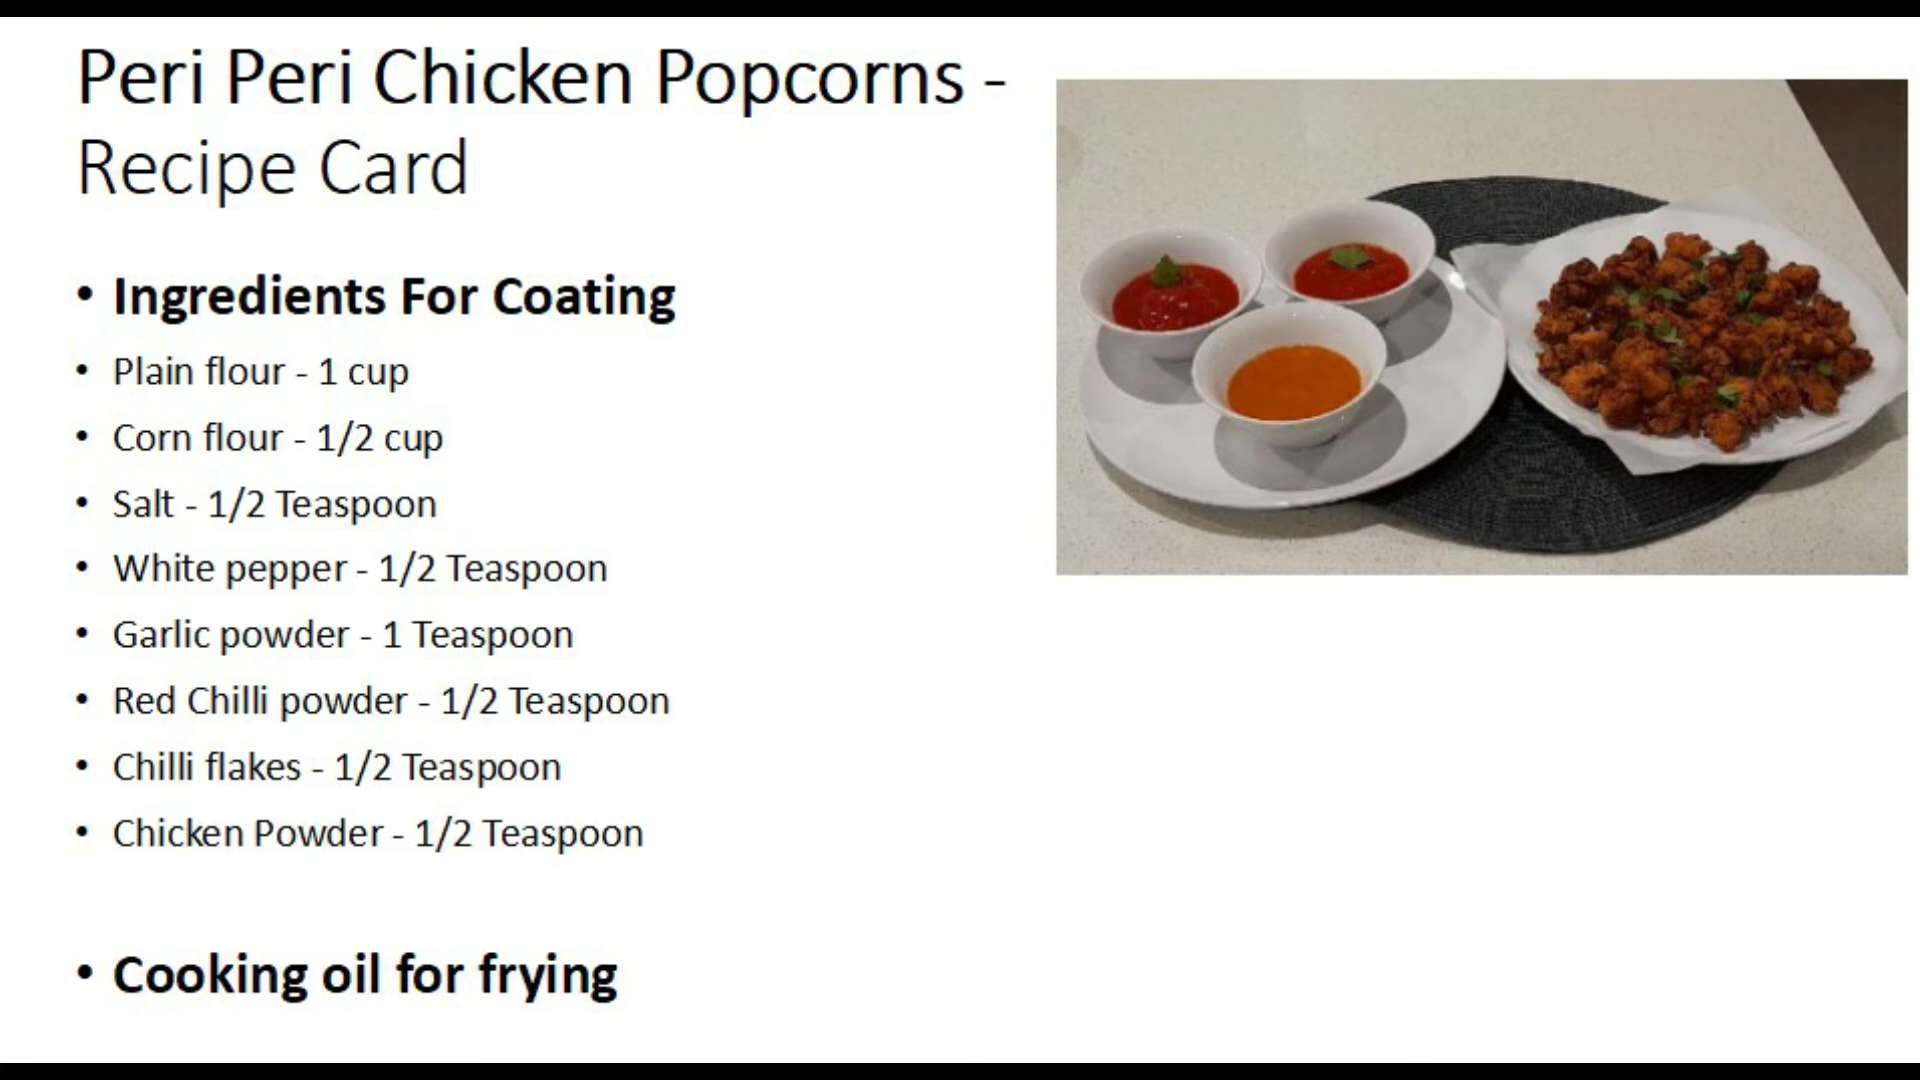 Peri Peri Chicken Popcorns -
Recipe Card
• Ingredients For Coating
• Plain flour - 1 cup
• Corn flour - 1/2 cup
• Salt - 1/2 Teaspoon
• White pepper - 1/2 Teaspoon
• Garlic powder - 1 Teaspoon
• Red Chilli powder - 1/2 Teaspoon
• Chilli flakes - 1/2 Teaspoon
• Chicken Powder - 1/2 Teaspoon
• Cooking oil for frying